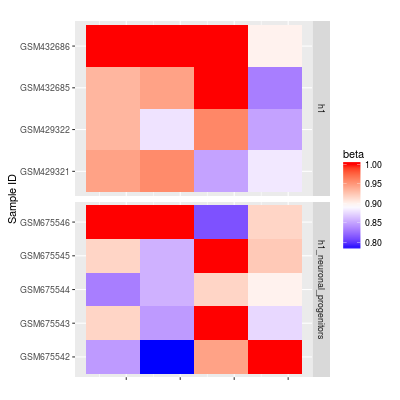 GSM432686
GSM432685
GSM429322
GSM429321
h1
GSM675546
GSM675545
GSM675544
GSM675543
GSM675542
h1_neuronal_progenitors
Sample ID
beta
1.00
0.95
0.90
0.85
0.80